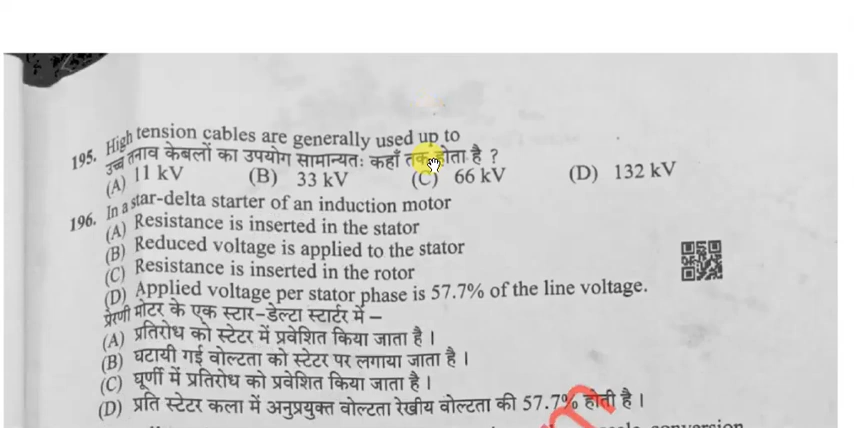 195. High tension cables are generally used up to
उच्च तनाव केबलों का उपयोग सामान्यतः कहाँ तक होता है ?
(A) 11 kV (B) 33 kV (C) 66 kV (D) 132 kV
196. In a star-delta starter of an induction motor
(A) Resistance is inserted in the stator
(B) Reduced voltage is applied to the stator
(C) Resistance is inserted in the rotor
(D) Applied voltage per stator phase is 57.7% of the line voltage.
प्रेरणी मोटर के एक स्टार-डेल्टा स्टार्टर में –
(A) प्रतिरोध को स्टेटर में प्रवेशित किया जाता है ।
(B) घटायी गई वोल्टता को स्टेटर पर लगाया जाता है ।
(C) घूर्णी में प्रतिरोध को प्रवेशित किया जाता है ।
(D) प्रति स्टेटर कला में अनुप्रयुक्त वोल्टता रेखीय वोल्टता की 57.7% होती है ।